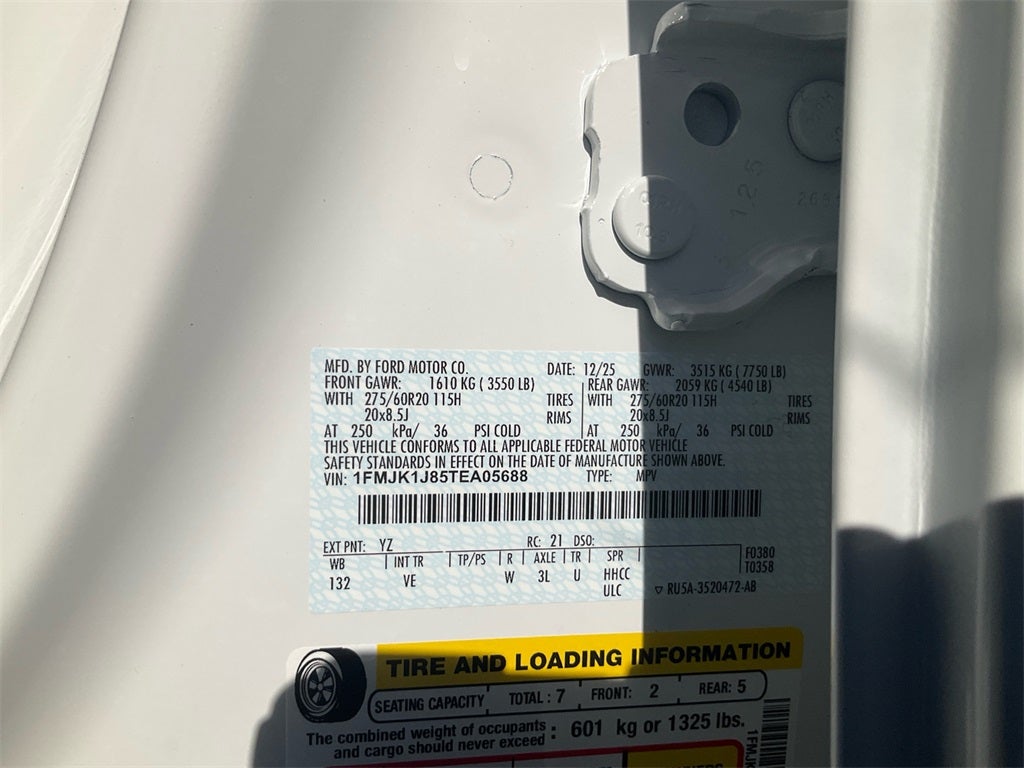 MFD. BY FORD MOTOR CO. DATE: 12/25 GVWR: 3515 KG ( 7750 LB)
FRONT GAWR: 1610 KG ( 3550 LB) REAR GAWR: 2059 KG ( 4540 LB)
WITH 275/60R20 115H TIRES WITH 275/60R20 115H TIRES
20x8.5J RIMS 20x8.5J RIMS
AT 250 kPa/ 36 PSI COLD AT 250 kPa/ 36 PSI COLD
THIS VEHICLE CONFORMS TO ALL APPLICABLE FEDERAL MOTOR VEHICLE
SAFETY STANDARDS IN EFFECT ON THE DATE OF MANUFACTURE SHOWN ABOVE.
VIN: 1FMJK1J85TEA05688 TYPE: MPV
EXT PNT: YZ RC: 21 DSO:
WB INT TR TP/PS R AXLE TR SPR F0380
132 VE W 3L U HHCC T0358
ULC ▽ RU5A-3520472-AB
TIRE AND LOADING INFORMATION
SEATING CAPACITY TOTAL : 7 FRONT: 2 REAR: 5
The combined weight of occupants
and cargo should never exceed : 601 kg or 1325 lbs.
1FMJK
125